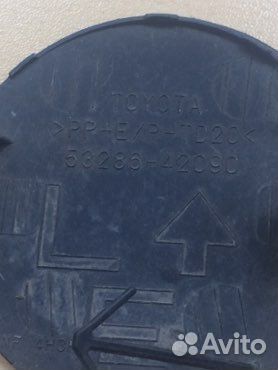 TOYOTA
>PP+E/P-TD20<
53286-42090
L
Avito